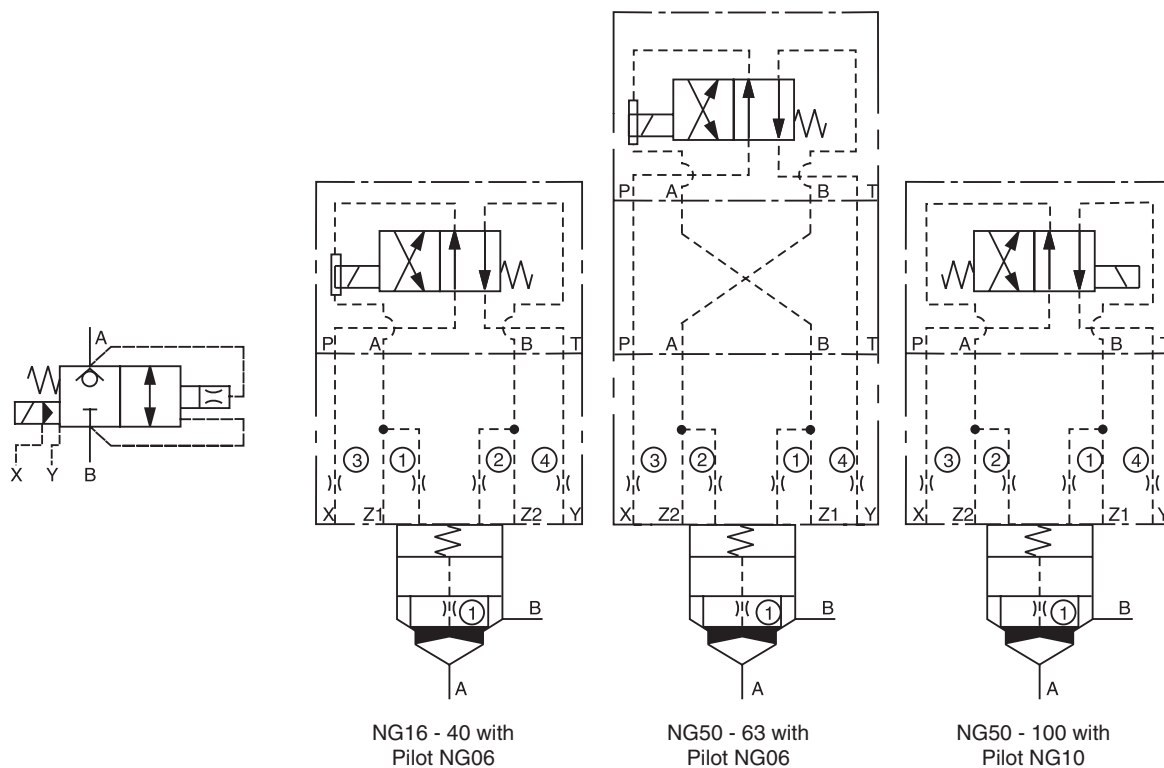 A
X Y B
P A B T
3 1 2 4
X Z1 Z2 Y
1 B
A
NG16 - 40 with
Pilot NG06
P A B T
P A B T
3 2 1 4
X Z2 Z1 Y
1 B
A
NG50 - 63 with
Pilot NG06
P A B T
3 2 1 4
X Z2 Z1 Y
1 B
A
NG50 - 100 with
Pilot NG10